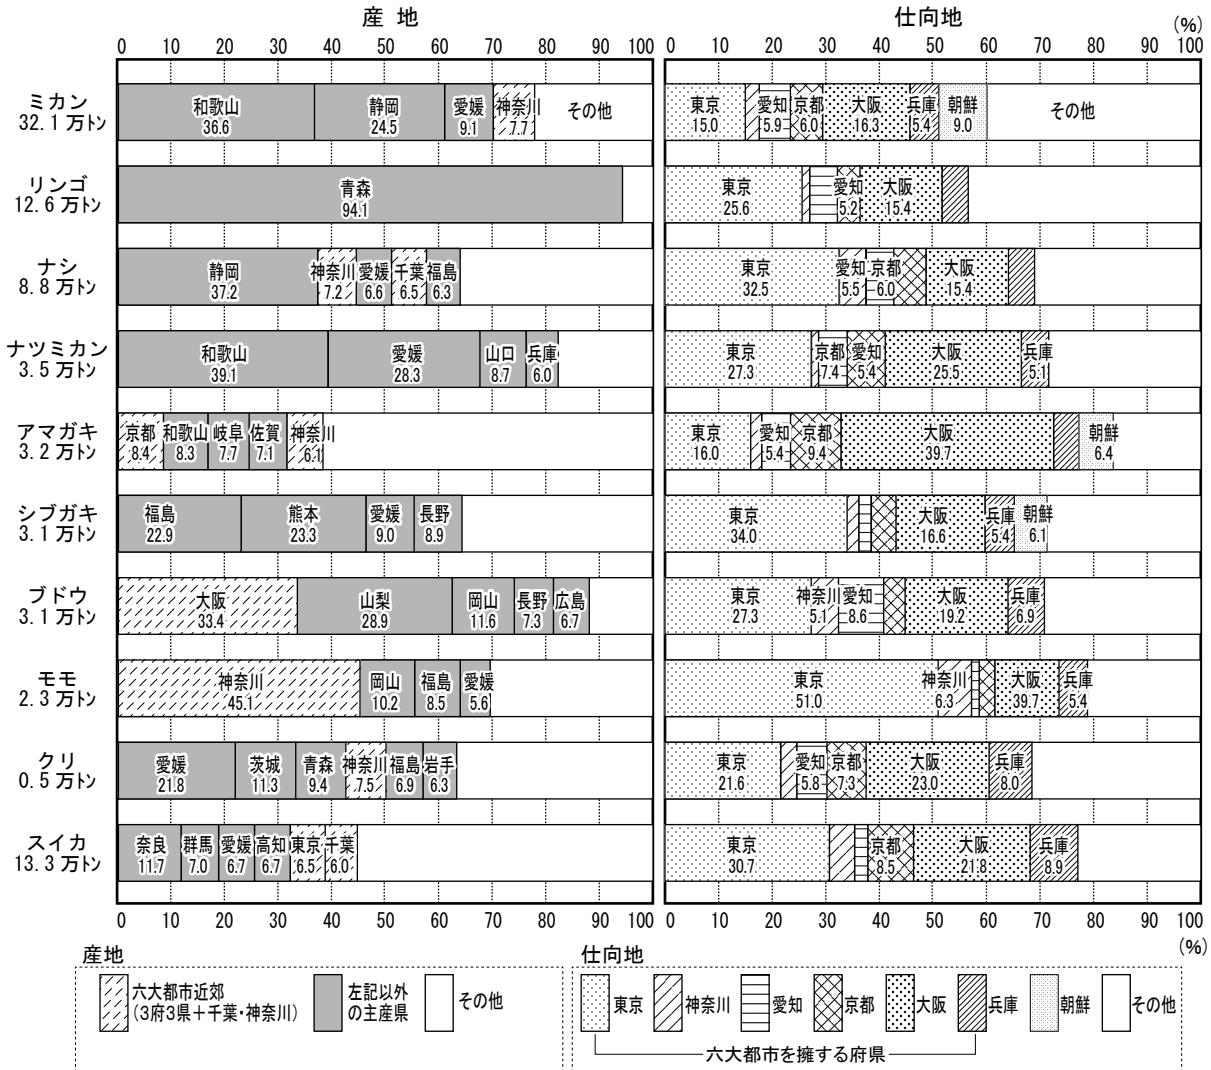 産 地
仕向地
(%)
0 10 20 30 40 50 60 70 80 90 100
0 10 20 30 40 50 60 70 80 90 100
ミカン
32.1 万トン
和歌山 静岡 愛媛 神奈川 その他
36.6 24.5 9.1 7.7
東京 愛知 京都 大阪 兵庫 朝鮮 その他
15.0 5.9 6.0 16.3 5.4 9.0
リンゴ
12.6 万トン
青森
94.1
東京 愛知 大阪
25.6 5.2 15.4
ナシ
8.8 万トン
静岡 神奈川 愛媛 千葉 福島
37.2 7.2 6.6 6.5 6.3
東京 愛知 京都 大阪
32.5 5.5 6.0 15.4
ナツミカン
3.5 万トン
和歌山 愛媛 山口 兵庫
39.1 28.3 8.7 6.0
東京 京都 愛知 大阪 兵庫
27.3 7.4 5.4 25.5 5.1
アマガキ
3.2 万トン
京都 和歌山 岐阜 佐賀 神奈川
8.4 8.3 7.7 7.1 6.1
東京 愛知 京都 大阪 朝鮮
16.0 5.4 9.4 39.7 6.4
シブガキ
3.1 万トン
福島 熊本 愛媛 長野
22.9 23.3 9.0 8.9
東京 大阪 兵庫 朝鮮
34.0 16.6 5.4 6.1
ブドウ
3.1 万トン
大阪 山梨 岡山 長野 広島
33.4 28.9 11.6 7.3 6.7
東京 神奈川 愛知 大阪 兵庫
27.3 5.1 8.6 19.2 6.9
モモ
2.3 万トン
神奈川 岡山 福島 愛媛
45.1 10.2 8.5 5.6
東京 神奈川 大阪 兵庫
51.0 6.3 39.7 5.4
クリ
0.5 万トン
愛媛 茨城 青森 神奈川 福島 岩手
21.8 11.3 9.4 7.5 6.9 6.3
東京 愛知 京都 大阪 兵庫
21.6 5.8 7.3 23.0 8.0
スイカ
13.3 万トン
奈良 群馬 愛媛 高知 東京 千葉
11.7 7.0 6.7 6.7 6.5 6.0
東京 京都 大阪 兵庫
30.7 8.5 21.8 8.9
0 10 20 30 40 50 60 70 80 90 100
0 10 20 30 40 50 60 70 80 90 100
(%)
産地
六大都市近郊
(3府3県+千葉・神奈川)
左記以外
の主産県
その他
仕向地
東京 神奈川 愛知 京都 大阪 兵庫 朝鮮 その他
六大都市を擁する府県